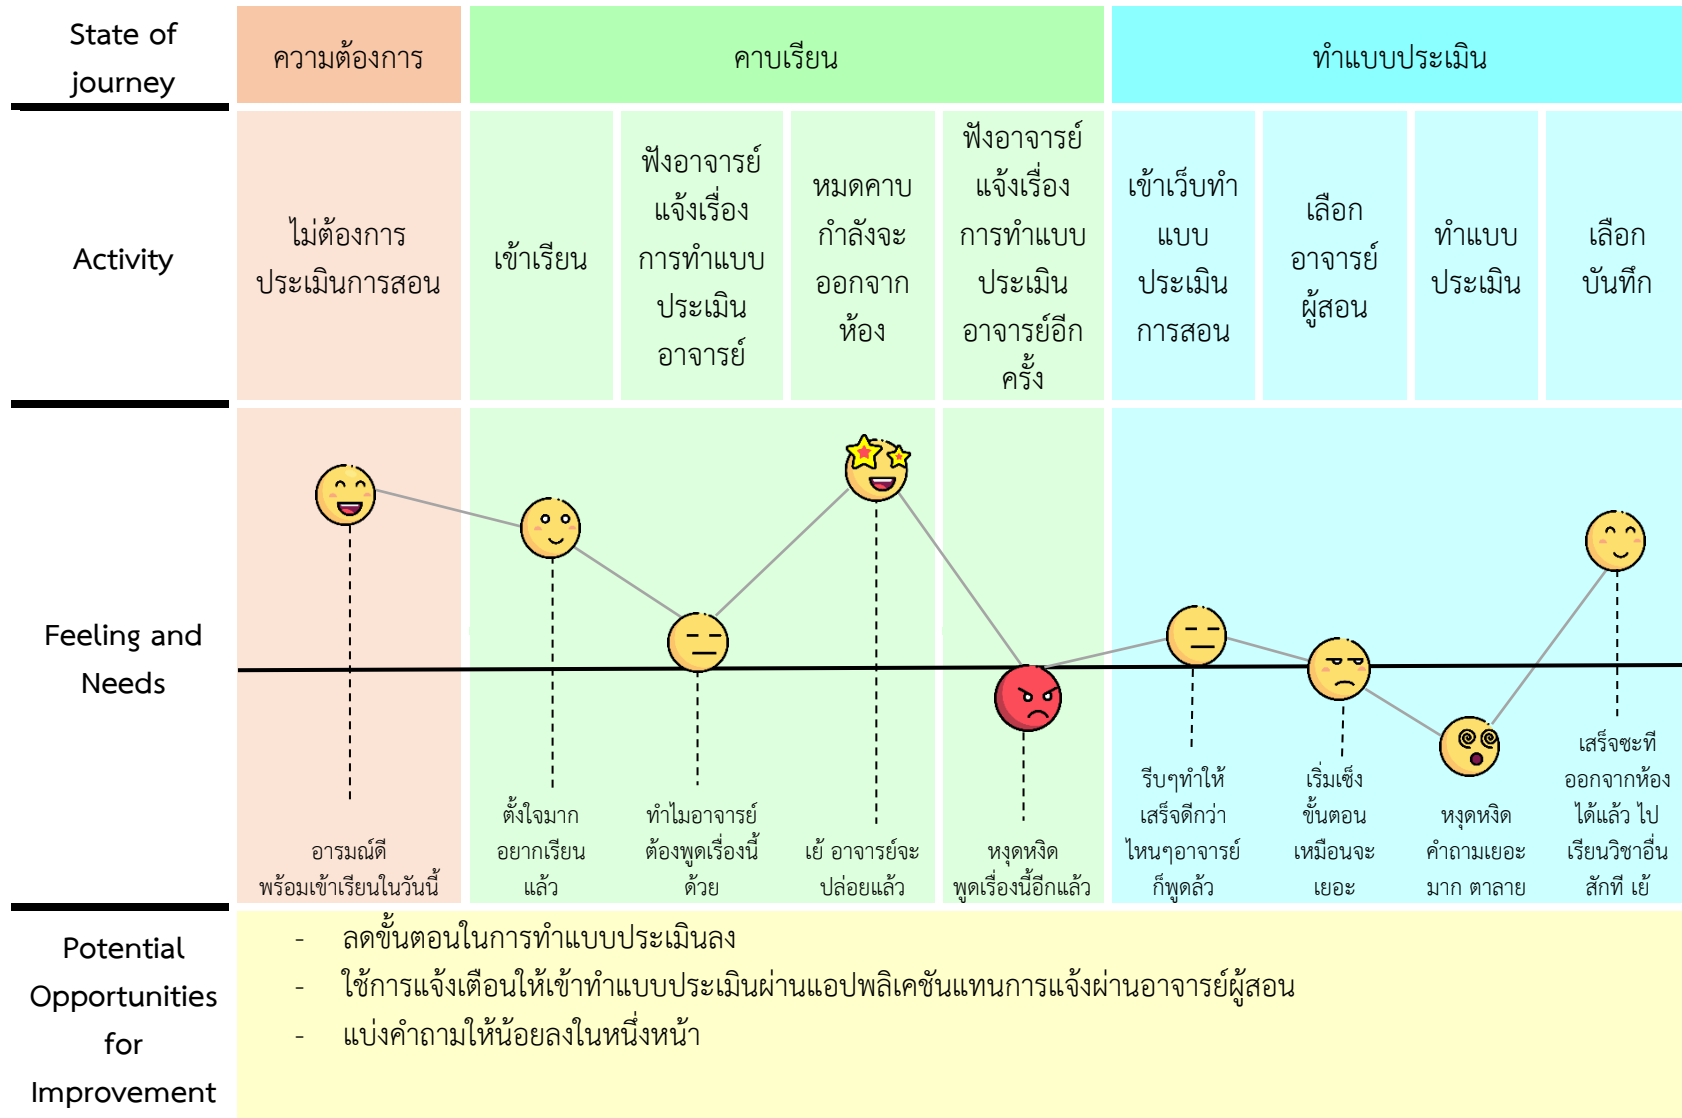 State of
journey
ความต้องการ
คาบเรียน
ทำแบบประเมิน
Activity
ไม่ต้องการ
ประเมินการสอน
เข้าเรียน
ฟังอาจารย์
แจ้งเรื่อง
การทำแบบ
ประเมิน
อาจารย์
หมดคาบ
กำลังจะ
ออกจาก
ห้อง
ฟังอาจารย์
แจ้งเรื่อง
การทำแบบ
ประเมิน
อาจารย์อีก
ครั้ง
เข้าเว็บทำ
แบบ
ประเมิน
การสอน
เลือก
อาจารย์
ผู้สอน
ทำแบบ
ประเมิน
เลือก
บันทึก
Feeling and
Needs
อารมณ์ดี
พร้อมเข้าเรียนในวันนี้
ตั้งใจมาก
อยากเรียน
แล้ว
ทำไมอาจารย์
ต้องพูดเรื่องนี้
ด้วย
เย้ อาจารย์จะ
ปล่อยแล้ว
หงุดหงิด
พูดเรื่องนี้อีกแล้ว
รีบๆทำให้
เสร็จดีกว่า
ไหนๆอาจารย์
ก็พูดล้ว
เริ่มเซ็ง
ขั้นตอน
เหมือนจะ
เยอะ
หงุดหงิด
คำถามเยอะ
มาก ตาลาย
เสร็จซะที
ออกจากห้อง
ได้แล้ว ไป
เรียนวิชาอื่น
สักที เย้
Potential
Opportunities
for
Improvement
- ลดขั้นตอนในการทำแบบประเมินลง
- ใช้การแจ้งเตือนให้เข้าทำแบบประเมินผ่านแอปพลิเคชันแทนการแจ้งผ่านอาจารย์ผู้สอน
- แบ่งคำถามให้น้อยลงในหนึ่งหน้า